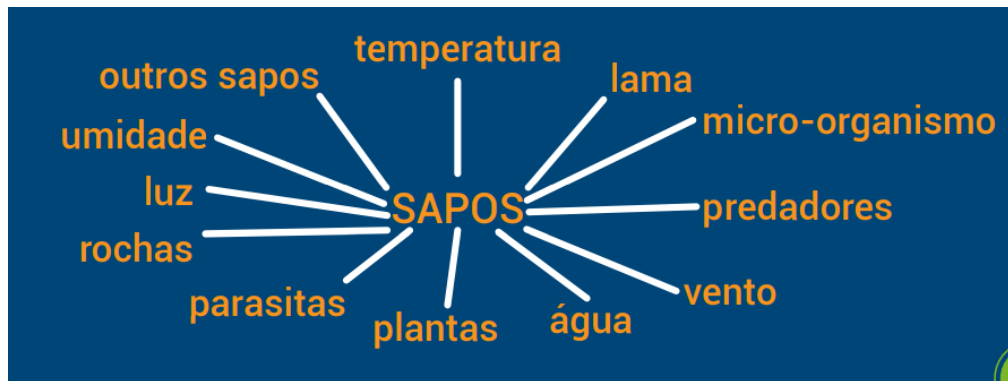 temperatura
outros sapos
lama
umidade
micro-organismo
luz
SAPOS
predadores
rochas
parasitas
vento
plantas
água